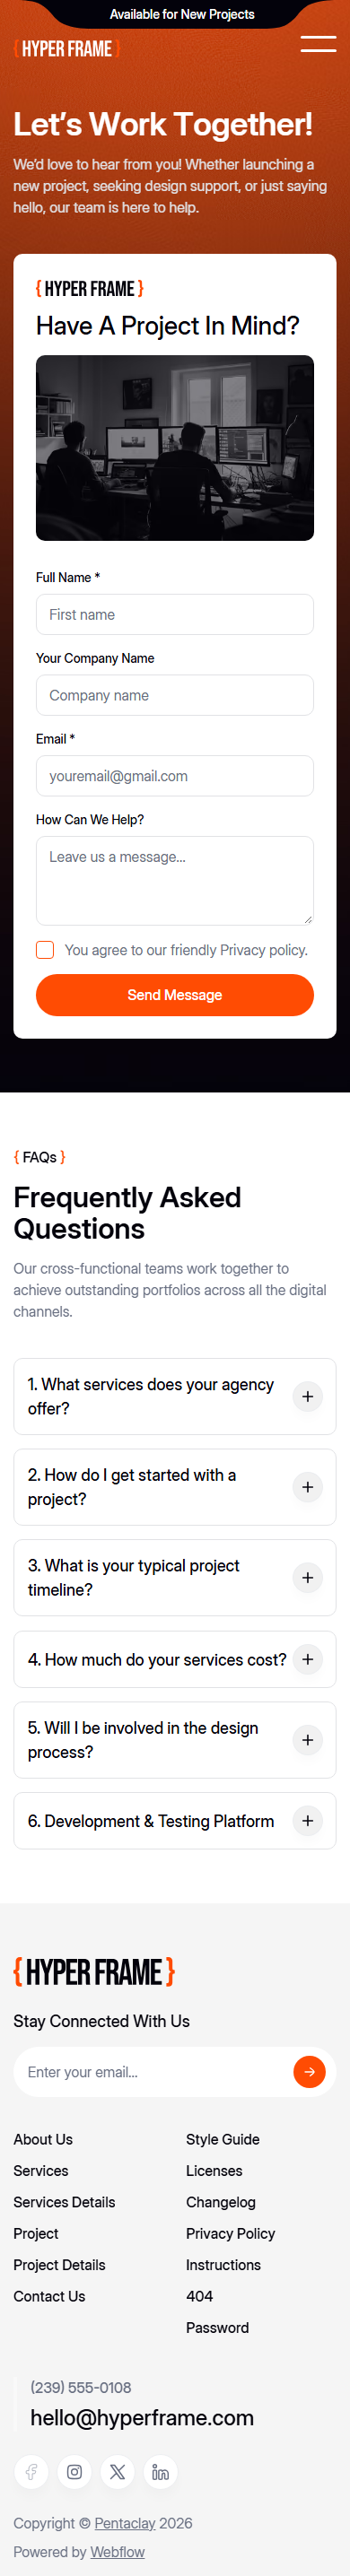 Available for New Projects
{ HYPER FRAME }
Let's Work Together!
We'd love to hear from you! Whether launching a
new project, seeking design support, or just saying
hello, our team is here to help.
{ HYPER FRAME }
Have A Project In Mind?
Full Name *
First name
Your Company Name
Company name
Email *
youremail@gmail.com
How Can We Help?
Leave us a message...
You agree to our friendly Privacy policy.
Send Message
{ FAQs }
Frequently Asked
Questions
Our cross-functional teams work together to
achieve outstanding portfolios across all the digital
channels.
1. What services does your agency
offer?
2. How do I get started with a
project?
3. What is your typical project
timeline?
4. How much do your services cost?
5. Will I be involved in the design
process?
6. Development & Testing Platform
{ HYPER FRAME }
Stay Connected With Us
Enter your email...
About Us
Services
Services Details
Project
Project Details
Contact Us
Style Guide
Licenses
Changelog
Privacy Policy
Instructions
404
Password
(239) 555-0108
hello@hyperframe.com
Copyright © Pentaclay 2026
Powered by Webflow